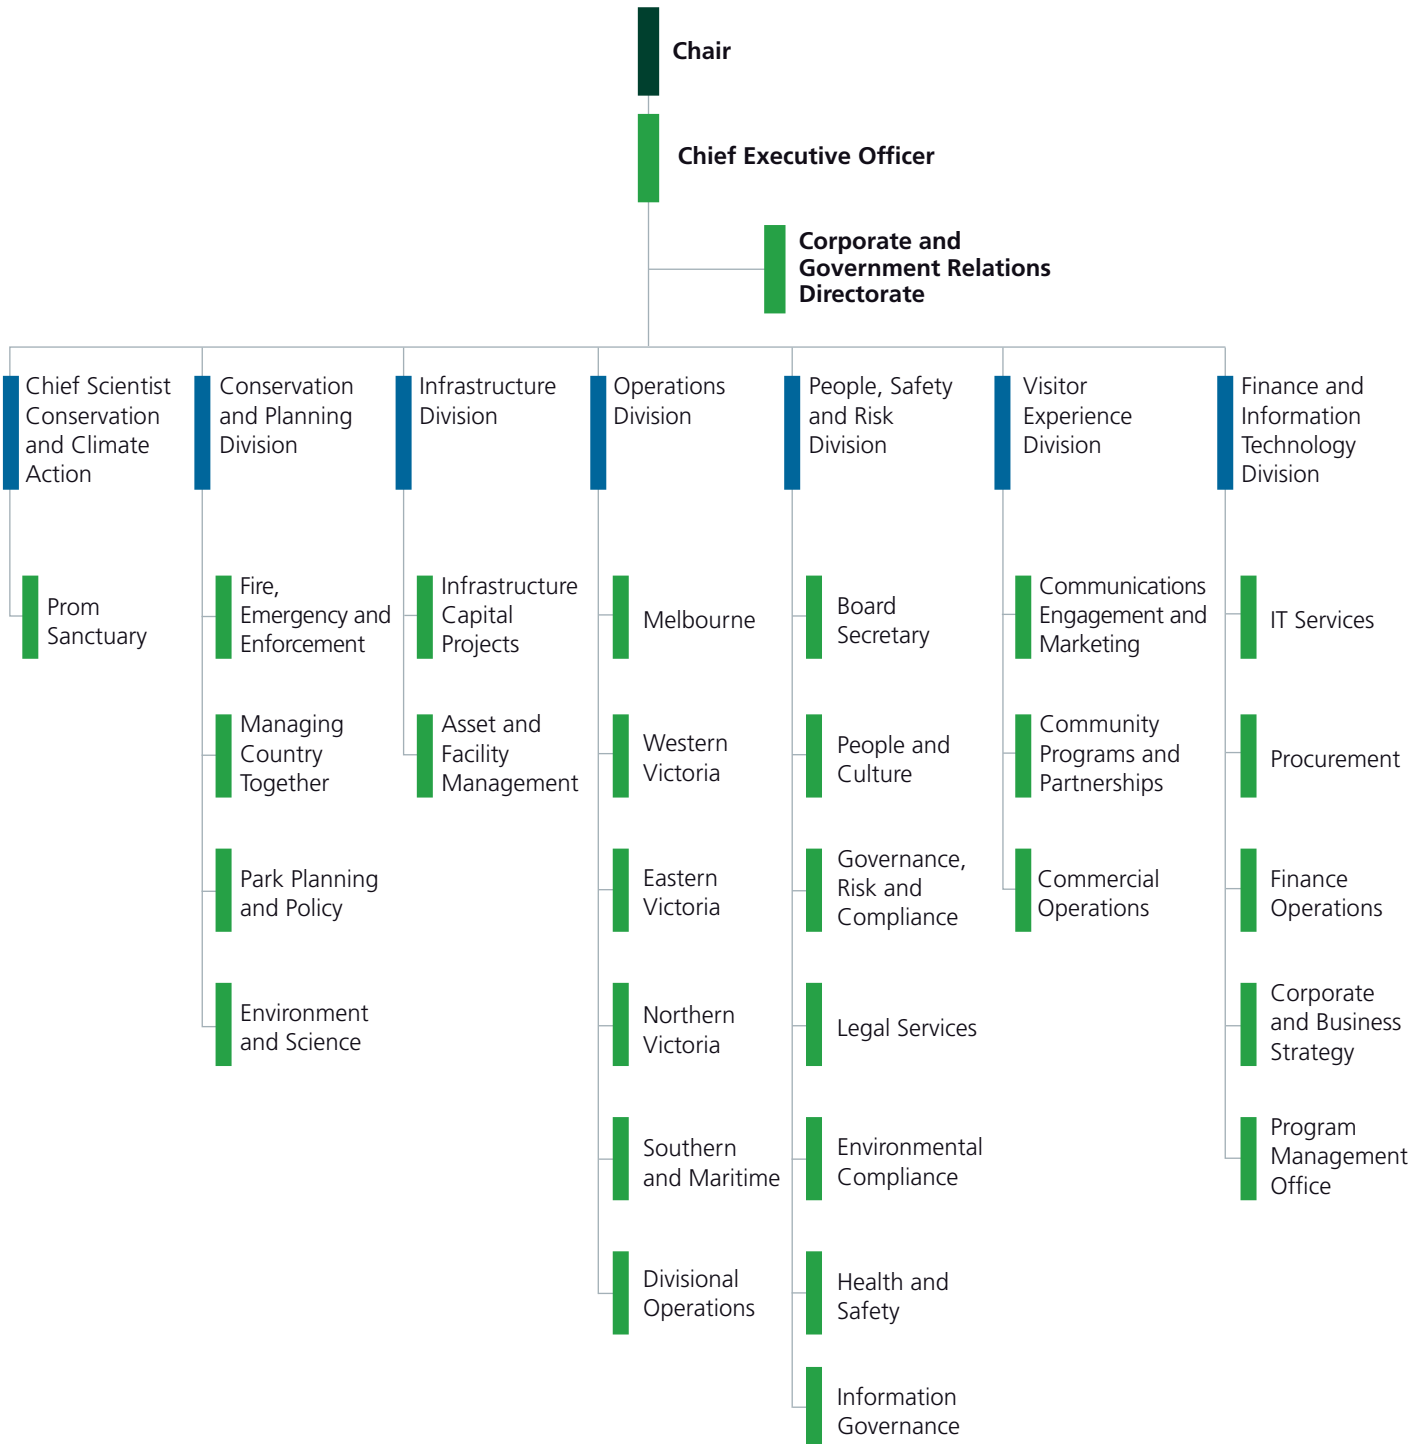 Chair
Chief Executive Officer
Corporate and
Government Relations
Directorate
Chief Scientist
Conservation
and Climate
Action
Prom
Sanctuary
Conservation
and Planning
Division
Fire,
Emergency and
Enforcement
Managing
Country
Together
Park Planning
and Policy
Environment
and Science
Infrastructure
Division
Infrastructure
Capital
Projects
Asset and
Facility
Management
Operations
Division
Melbourne
Western
Victoria
Eastern
Victoria
Northern
Victoria
Southern
and Maritime
Divisional
Operations
People, Safety
and Risk
Division
Board
Secretary
People and
Culture
Governance,
Risk and
Compliance
Legal Services
Environmental
Compliance
Health and
Safety
Information
Governance
Visitor
Experience
Division
Communications
Engagement and
Marketing
Community
Programs and
Partnerships
Commercial
Operations
Finance and
Information
Technology
Division
IT Services
Procurement
Finance
Operations
Corporate
and Business
Strategy
Program
Management
Office